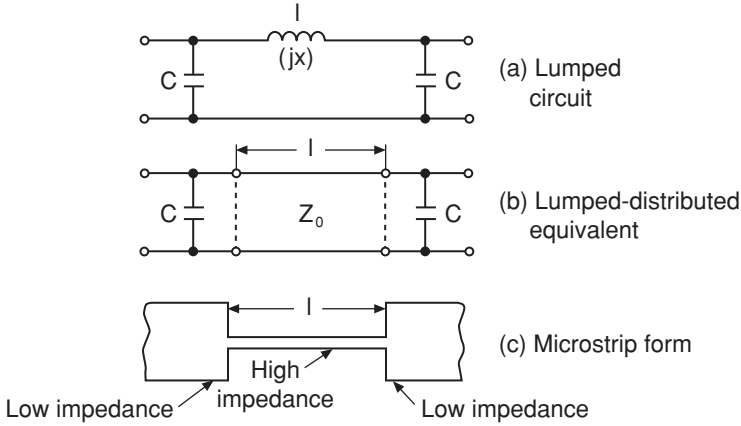 l
(jx)
C
C
(a) Lumped
circuit
l
C
Z0
C
(b) Lumped-distributed
equivalent
l
(c) Microstrip form
High
impedance
Low impedance
Low impedance